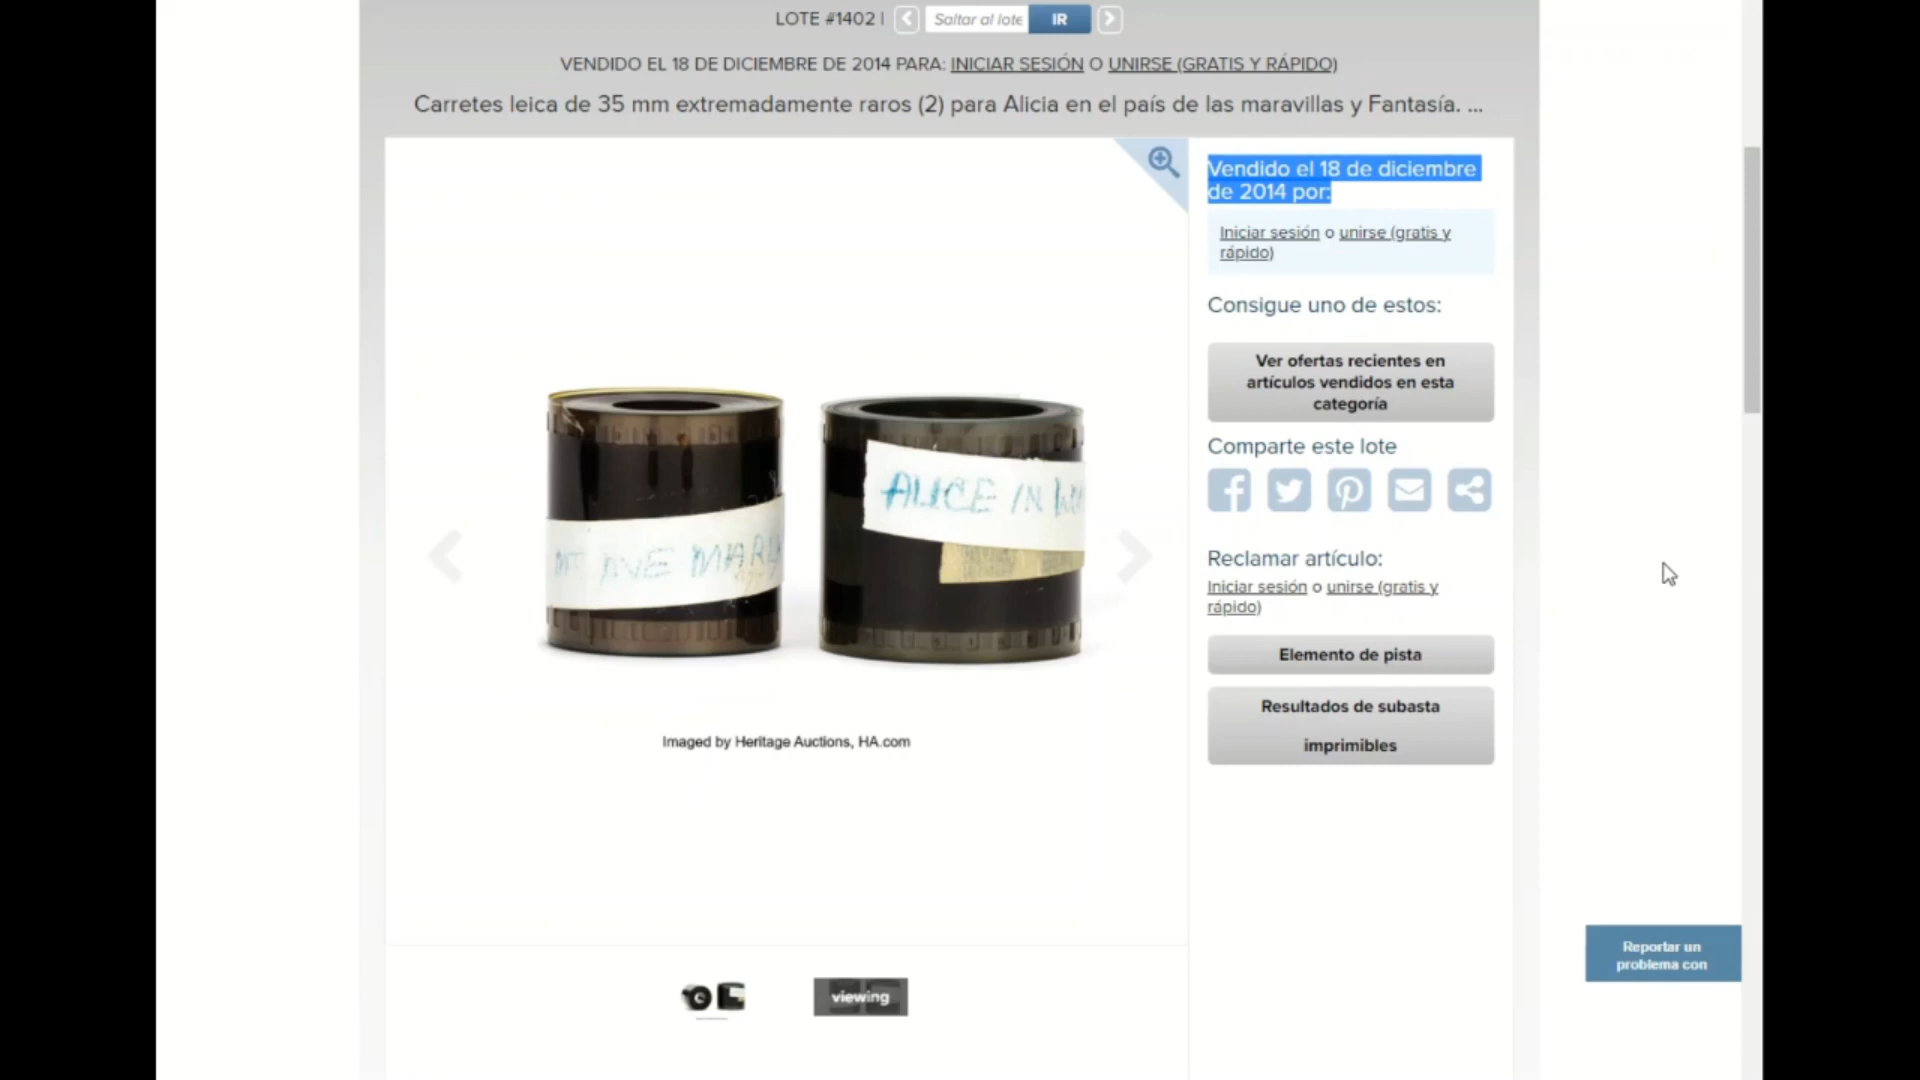 LOTE #1402 |
Saltar al lote
IR
VENDIDO EL 18 DE DICIEMBRE DE 2014 PARA: INICIAR SESIÓN O UNIRSE (GRATIS Y RÁPIDO)
Carretes leica de 35 mm extremadamente raros (2) para Alicia en el país de las maravillas y Fantasía. ...
Vendido el 18 de diciembre
de 2014 por:
Iniciar sesión o unirse (gratis y
rápido)
Consigue uno de estos:
Ver ofertas recientes en
artículos vendidos en esta
categoría
Comparte este lote
ALICE IN
AVE MARIA
Reclamar artículo:
Iniciar sesión o unirse (gratis y
rápido)
Elemento de pista
Resultados de subasta
imprimibles
Imaged by Heritage Auctions, HA.com
Reportar un
problema con
viewing